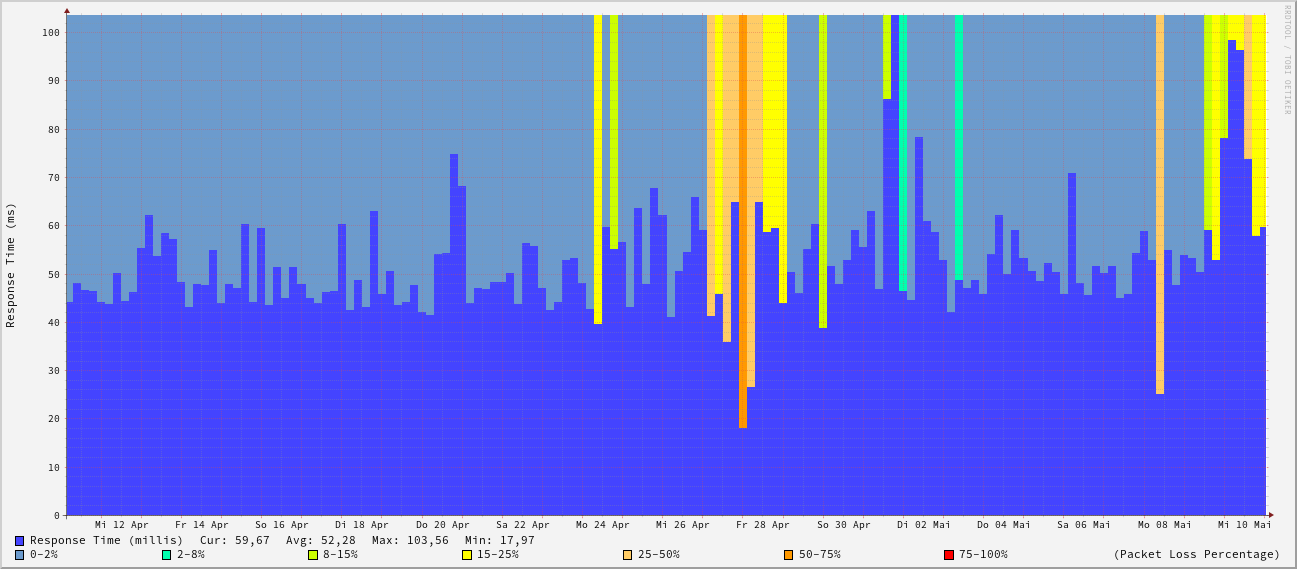 RRDTOOL / TOBI OETIKER
Response Time (ms)
100
90
80
70
60
50
40
30
20
10
0
Mi 12 Apr Fr 14 Apr So 16 Apr Di 18 Apr Do 20 Apr Sa 22 Apr Mo 24 Apr Mi 26 Apr Fr 28 Apr So 30 Apr Di 02 Mai Do 04 Mai Sa 06 Mai Mo 08 Mai Mi 10 Mai
Response Time (millis) Cur: 59,67 Avg: 52,28 Max: 103,56 Min: 17,97
0-2% 2-8% 8-15% 15-25% 25-50% 50-75% 75-100% (Packet Loss Percentage)